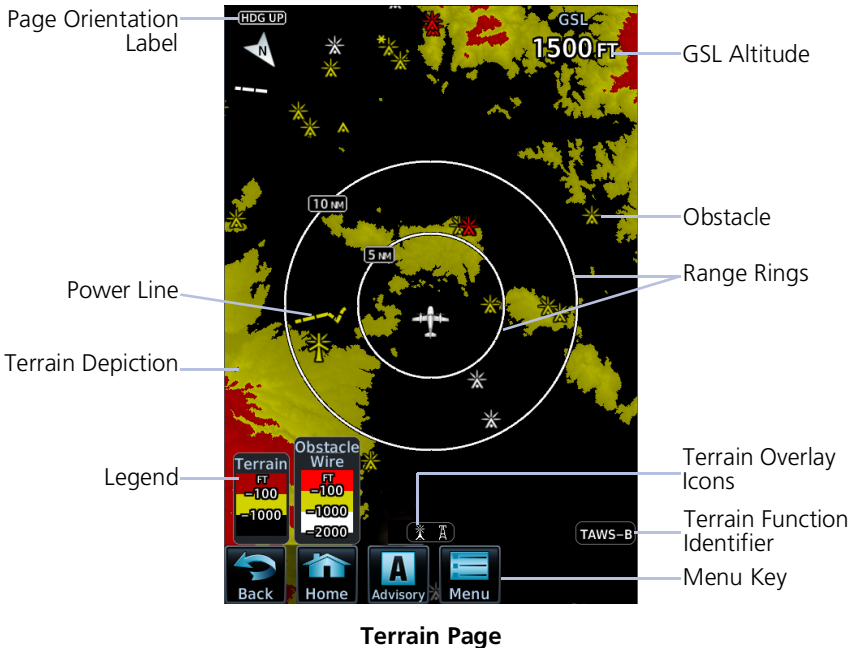 Page Orientation
Label
HDG UP
N
GSL
1500 FT
GSL Altitude
10 NM
5 NM
Obstacle
Range Rings
Power Line
Terrain Depiction
Legend
Terrain
FT
-100
-1000
Obstacle
Wire
FT
-100
-1000
-2000
Terrain Overlay
Icons
TAWS-B
Terrain Function
Identifier
Back
Home
A
Advisory
Menu
Menu Key
Terrain Page